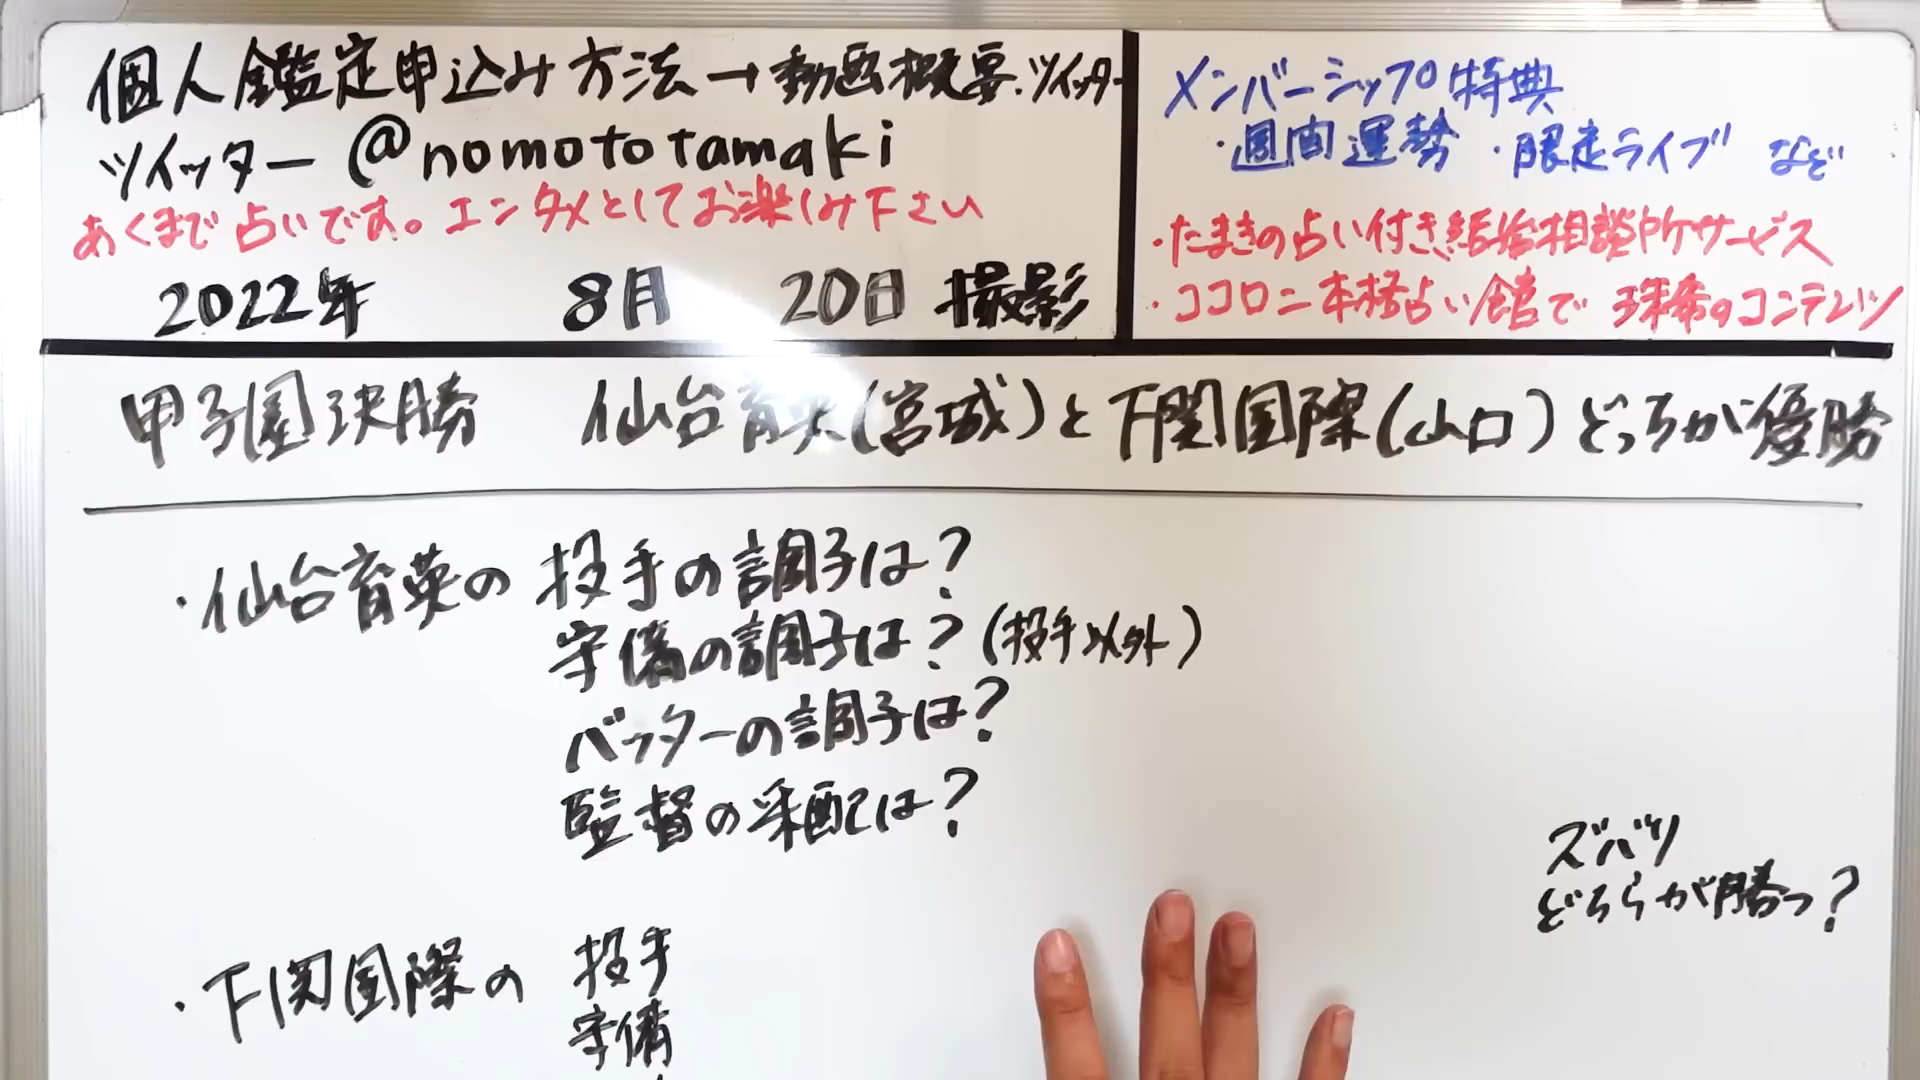 個人鑑定申込み方法→動画概要.ツイッター
ツイッター @nomototamaki
あくまで占いです。エンタメとしてお楽しみ下さい
2022年 8月 20日 撮影
メンバーシップ特典
・週間運勢 ・限定ライブ など
・たまきの占い付き結婚相談所サービス
・ココロニ本格占い館で 珠希のコンテンツ
甲子園決勝 仙台育英(宮城)と下関国際(山口)どっちが優勝
・仙台育英の 投手の調子は?
守備の調子は?(投手以外)
バッターの調子は?
監督の采配は?
ズバリ
どちらが勝つ?
・下関国際の 投手
守備